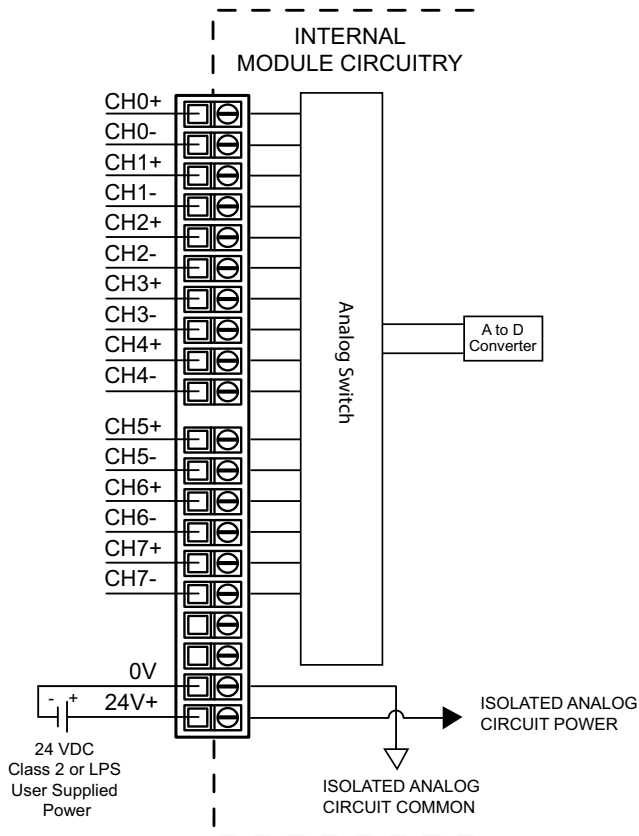 INTERNAL
MODULE CIRCUITRY
CH0+
CH0-
CH1+
CH1-
CH2+
CH2-
CH3+
CH3-
CH4+
CH4-
CH5+
CH5-
CH6+
CH6-
CH7+
CH7-
Analog Switch
A to D
Converter
0V
- +
24V+
24 VDC
Class 2 or LPS
User Supplied
Power
ISOLATED ANALOG
CIRCUIT POWER
ISOLATED ANALOG
CIRCUIT COMMON